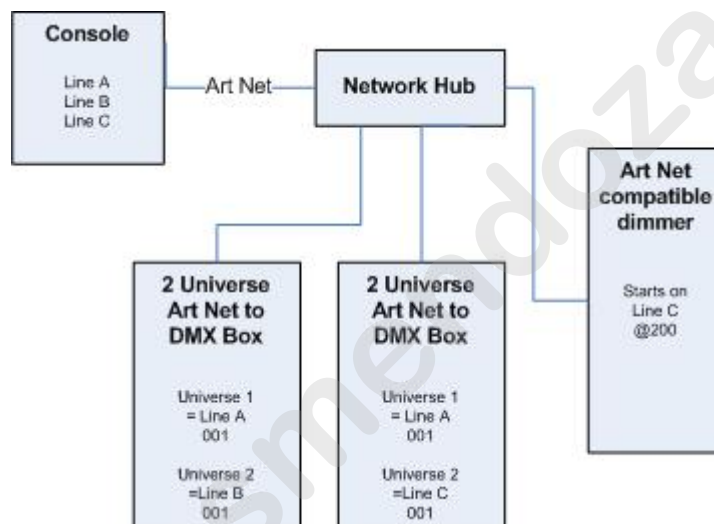 Console
Line A
Line B
Line C
Art Net
Network Hub
Art Net
compatible
dimmer
Starts on
Line C
@200
2 Universe
Art Net to
DMX Box
Universe 1
= Line A
001
Universe 2
=Line B
001
2 Universe
Art Net to
DMX Box
Universe 1
= Line A
001
Universe 2
=Line C
001
smendoza